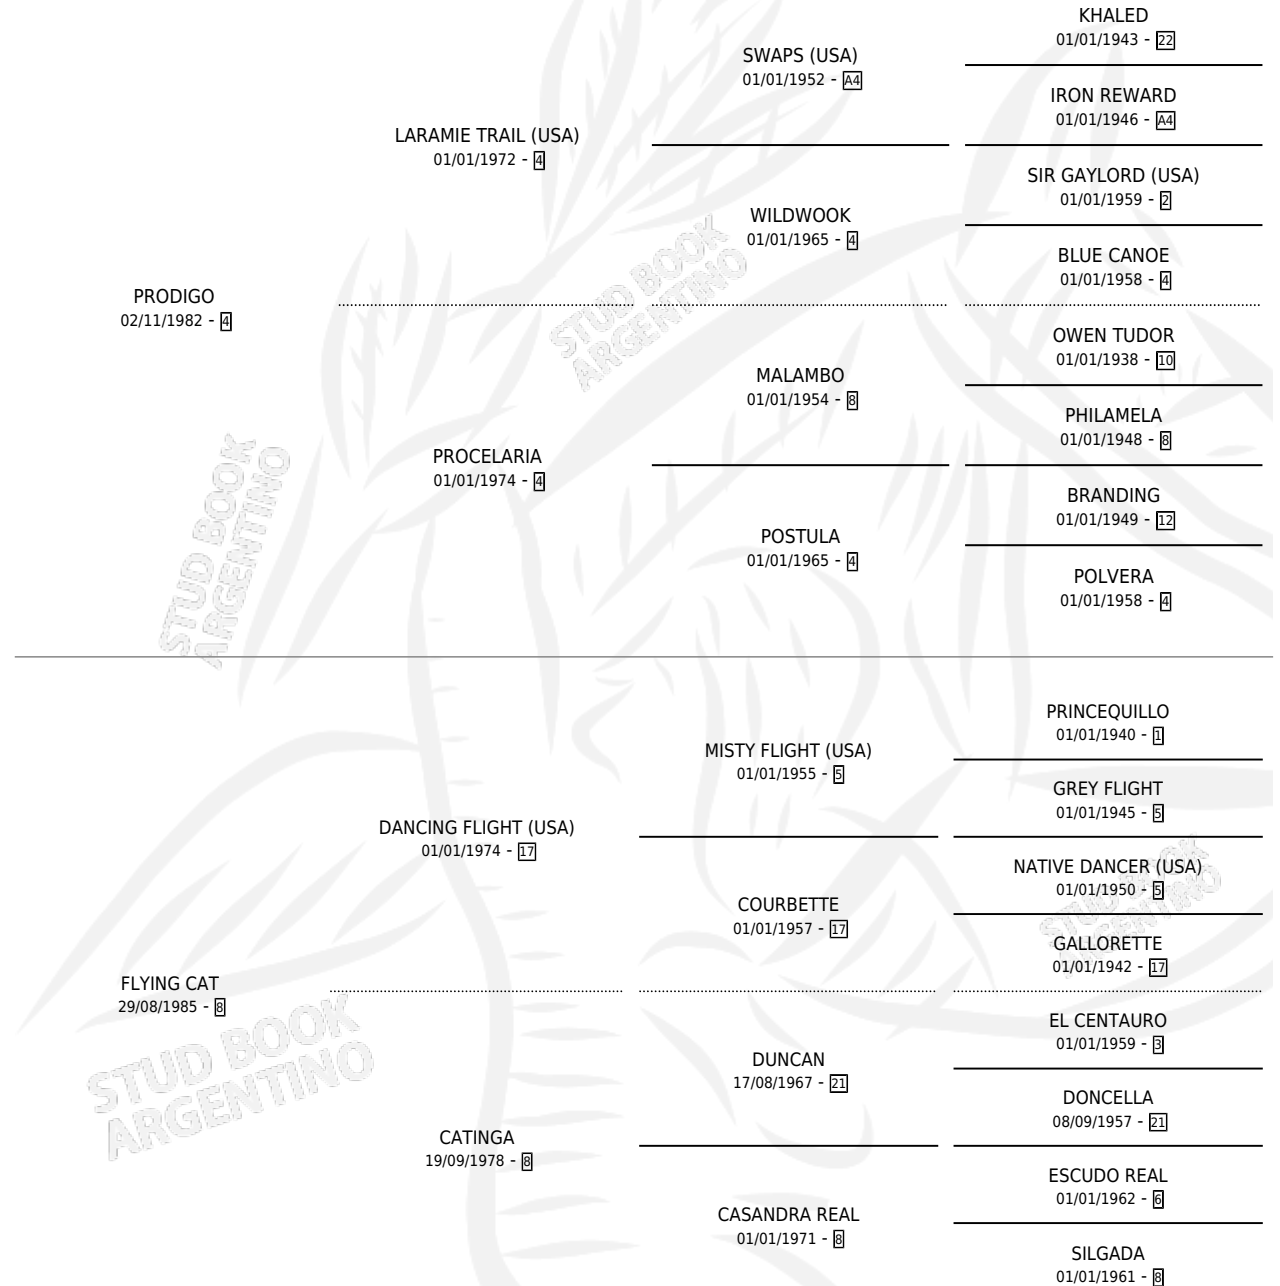 KHALED
01/01/1943 - 22
SWAPS (USA)
01/01/1952 - A4
IRON REWARD
01/01/1946 - A4
LARAMIE TRAIL (USA)
01/01/1972 - 4
SIR GAYLORD (USA)
01/01/1959 - 2
WILDWOOK
01/01/1965 - 4
BLUE CANOE
01/01/1958 - 4
PRODIGO
02/11/1982 - 4
STUD BOOK
ARGENTINO
OWEN TUDOR
01/01/1938 - 10
MALAMBO
01/01/1954 - 8
PHILAMELA
01/01/1948 - 8
PROCELARIA
01/01/1974 - 4
BRANDING
01/01/1949 - 12
POSTULA
01/01/1965 - 4
POLVERA
01/01/1958 - 4
STUD BOOK
ARGENTINO
PRINCEQUILLO
01/01/1940 - 1
MISTY FLIGHT (USA)
01/01/1955 - 5
GREY FLIGHT
01/01/1945 - 5
DANCING FLIGHT (USA)
01/01/1974 - 17
NATIVE DANCER (USA)
01/01/1950 - 5
COURBETTE
01/01/1957 - 17
STUD BOOK
ARGENTINO
GALLORETTE
01/01/1942 - 17
FLYING CAT
29/08/1985 - 8
EL CENTAURO
01/01/1959 - 3
DUNCAN
17/08/1967 - 21
STUD BOOK
ARGENTINO
DONCELLA
08/09/1957 - 21
CATINGA
19/09/1978 - 8
ESCUDO REAL
01/01/1962 - 6
CASANDRA REAL
01/01/1971 - 8
SILGADA
01/01/1961 - 8